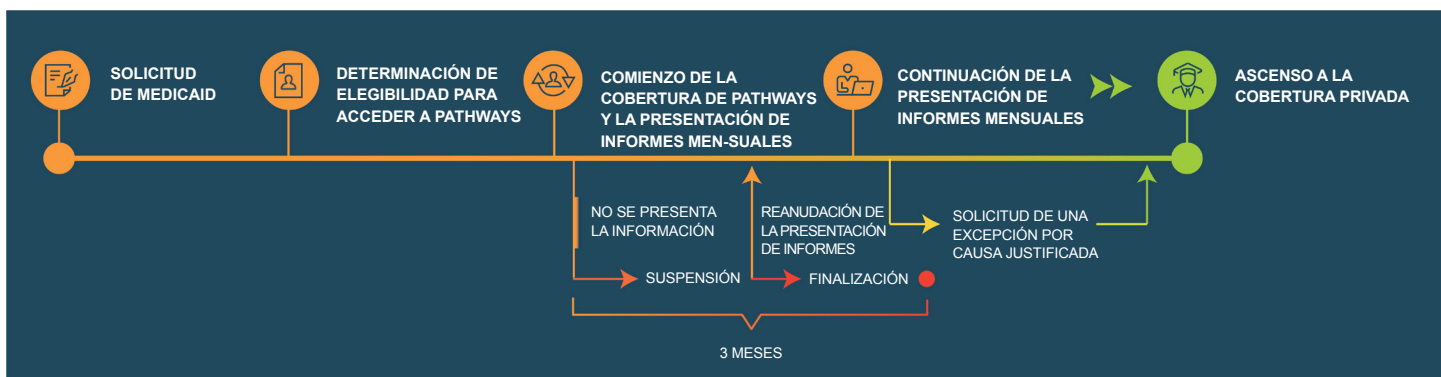 SOLICITUD
DE MEDICAID
DETERMINACIÓN DE
ELEGIBILIDAD PARA
ACCEDER A PATHWAYS
COMIENZO DE LA
COBERTURA DE PATHWAYS
Y LA PRESENTACIÓN DE
INFORMES MEN-SUALES
CONTINUACIÓN DE LA
PRESENTACIÓN DE
INFORMES MENSUALES
ASCENSO A LA
COBERTURA PRIVADA
NO SE PRESENTA
LA INFORMACIÓN
SUSPENSIÓN
REANUDACIÓN DE
LA PRESENTACIÓN
DE INFORMES
FINALIZACIÓN
SOLICITUD DE UNA
EXCEPCIÓN POR
CAUSA JUSTIFICADA
3 MESES